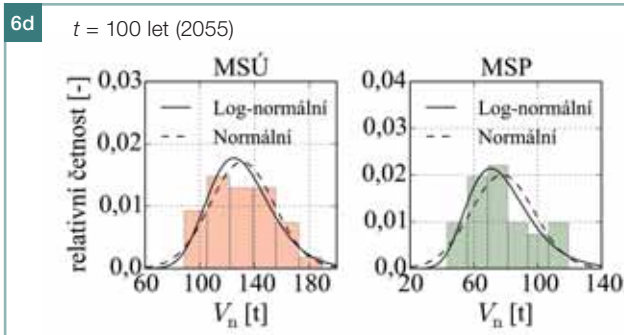 6d
t = 100 let (2055)
MSÚ
relativní četnost [-]
0,03
0,02
0,01
0,0
Log-normální
Normální
60 100 140 180
Vn [t]
MSP
0,04
0,03
0,02
0,01
0,0
Log-normální
Normální
20 60 100 140
Vn [t]